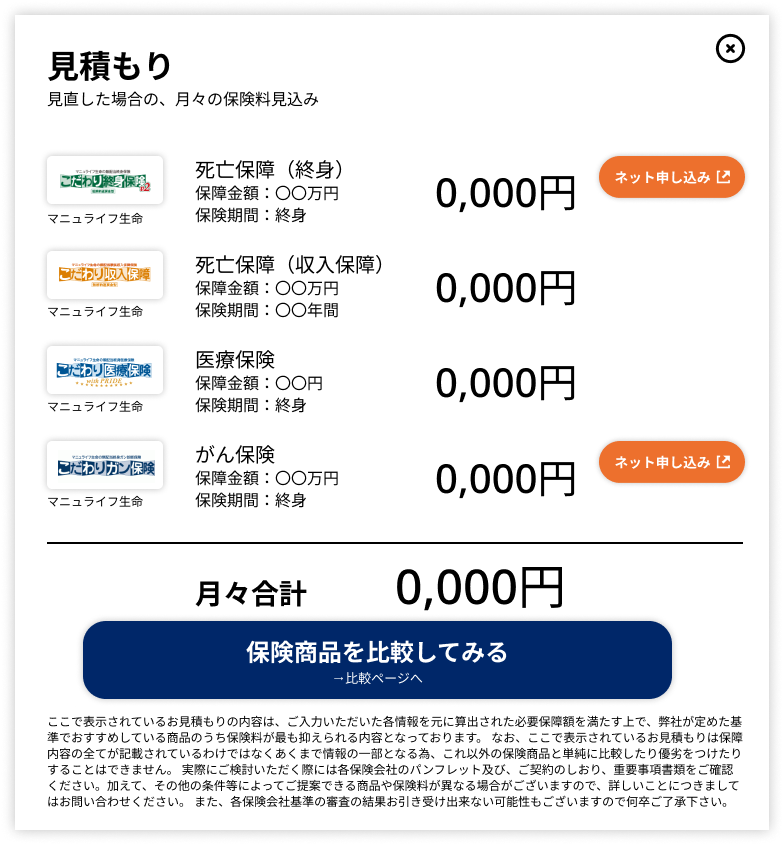 見積もり
見直した場合の、月々の保険料見込み
こだわり終身保険v2
マニュライフ生命
死亡保障（終身）
保障金額：〇〇万円
保険期間：終身
0,000円
ネット申し込み
こだわり収入保障
マニュライフ生命
死亡保障（収入保障）
保障金額：〇〇万円
保険期間：〇〇年間
0,000円
こだわり医療保険
with PRIDE
マニュライフ生命
医療保険
保障金額：〇〇円
保険期間：終身
0,000円
こだわりガン保険
マニュライフ生命
がん保険
保障金額：〇〇万円
保険期間：終身
0,000円
ネット申し込み
月々合計
0,000円
保険商品を比較してみる
→比較ページへ
ここで表示されているお見積もりの内容は、ご入力いただいた各情報を元に算出された必要保障額を満たす上で、弊社が定めた基
準でおすすめしている商品のうち保険料が最も抑えられる内容となっております。 なお、ここで表示されているお見積もりは保障
内容の全てが記載されているわけではなくあくまで情報の一部となる為、これ以外の保険商品と単純に比較したり優劣をつけたり
することはできません。 実際にご検討いただく際には各保険会社のパンフレット及び、ご契約のしおり、重要事項書類をご確認
ください。加えて、その他の条件等によってご提案できる商品や保険料が異なる場合がございますので、詳しいことにつきまして
はお問い合わせください。 また、各保険会社基準の審査の結果お引き受け出来ない可能性もございますので何卒ご了承下さい。